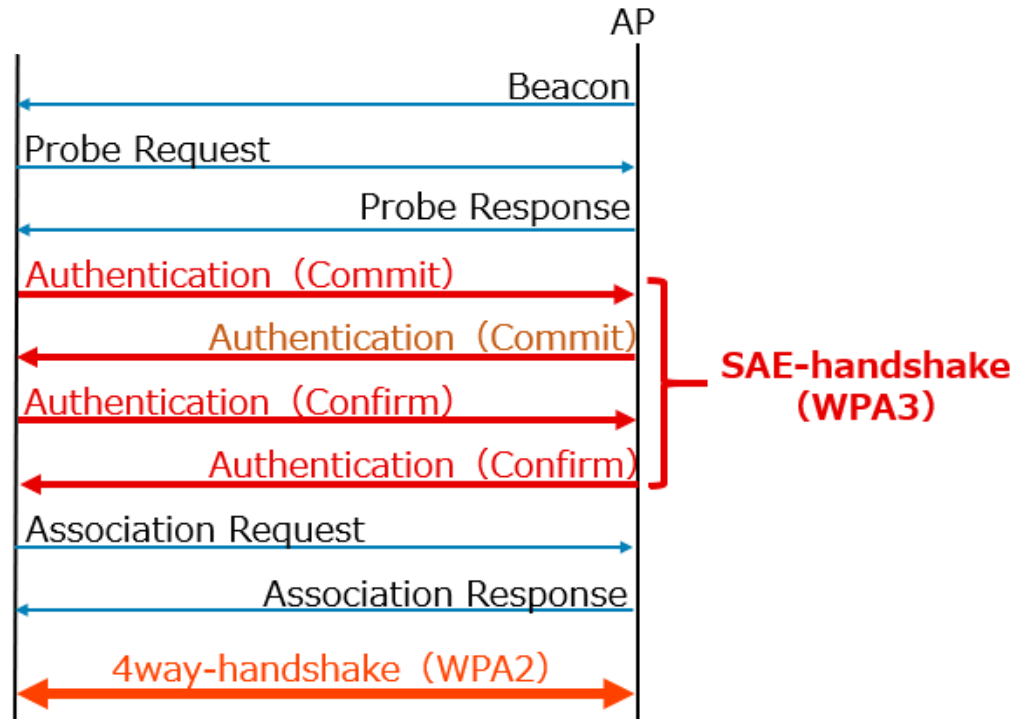 AP
Beacon
Probe Request
Probe Response
Authentication（Commit）
Authentication（Commit）
Authentication（Confirm）
Authentication（Confirm）
SAE-handshake
（WPA3）
Association Request
Association Response
4way-handshake（WPA2）